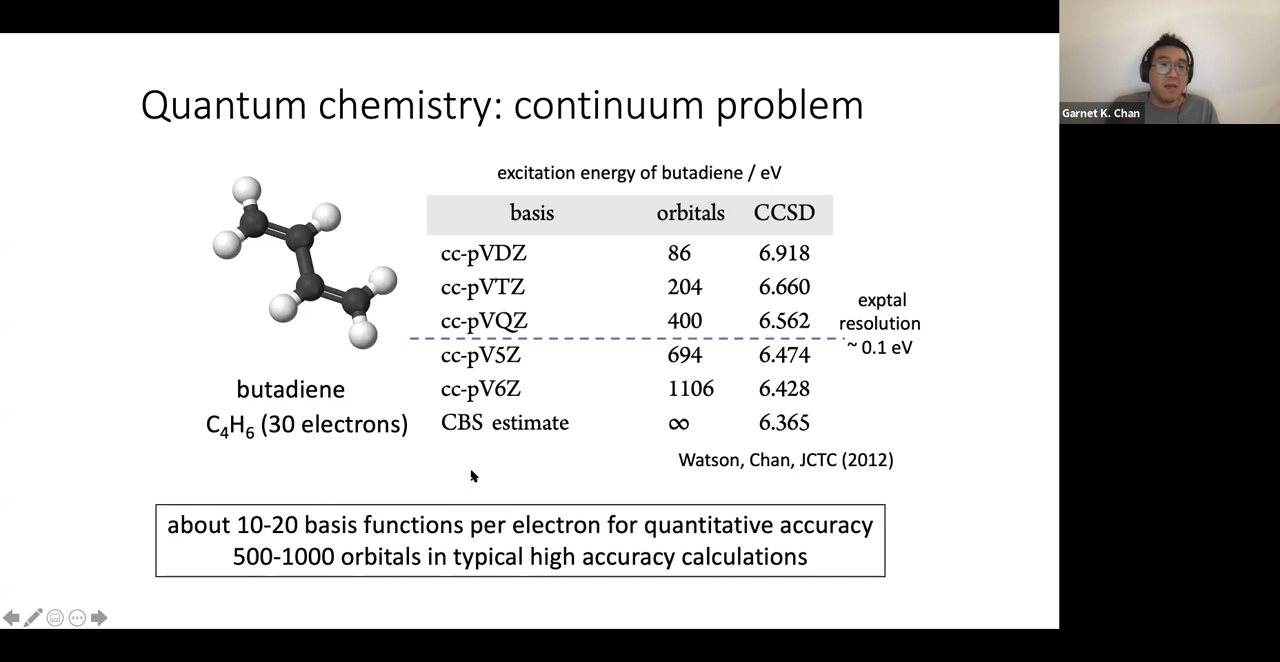 Quantum chemistry: continuum problem
excitation energy of butadiene / eV
basis orbitals CCSD
cc-pVDZ 86 6.918
cc-pVTZ 204 6.660
cc-pVQZ 400 6.562
cc-pV5Z 694 6.474
cc-pV6Z 1106 6.428
CBS estimate ∞ 6.365
exptal
resolution
~ 0.1 eV
butadiene
C₄H₆ (30 electrons)
Watson, Chan, JCTC (2012)
about 10-20 basis functions per electron for quantitative accuracy
500-1000 orbitals in typical high accuracy calculations
Garnet K. Chan